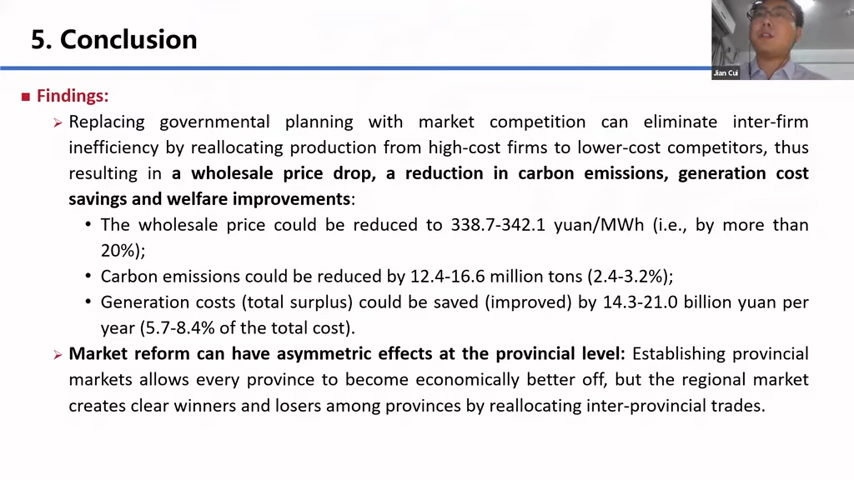 5. Conclusion
Jian Cui
Findings:
Replacing governmental planning with market competition can eliminate inter-firm
inefficiency by reallocating production from high-cost firms to lower-cost competitors, thus
resulting in a wholesale price drop, a reduction in carbon emissions, generation cost
savings and welfare improvements:
• The wholesale price could be reduced to 338.7-342.1 yuan/MWh (i.e., by more than
20%);
• Carbon emissions could be reduced by 12.4-16.6 million tons (2.4-3.2%);
• Generation costs (total surplus) could be saved (improved) by 14.3-21.0 billion yuan per
year (5.7-8.4% of the total cost).
Market reform can have asymmetric effects at the provincial level: Establishing provincial
markets allows every province to become economically better off, but the regional market
creates clear winners and losers among provinces by reallocating inter-provincial trades.